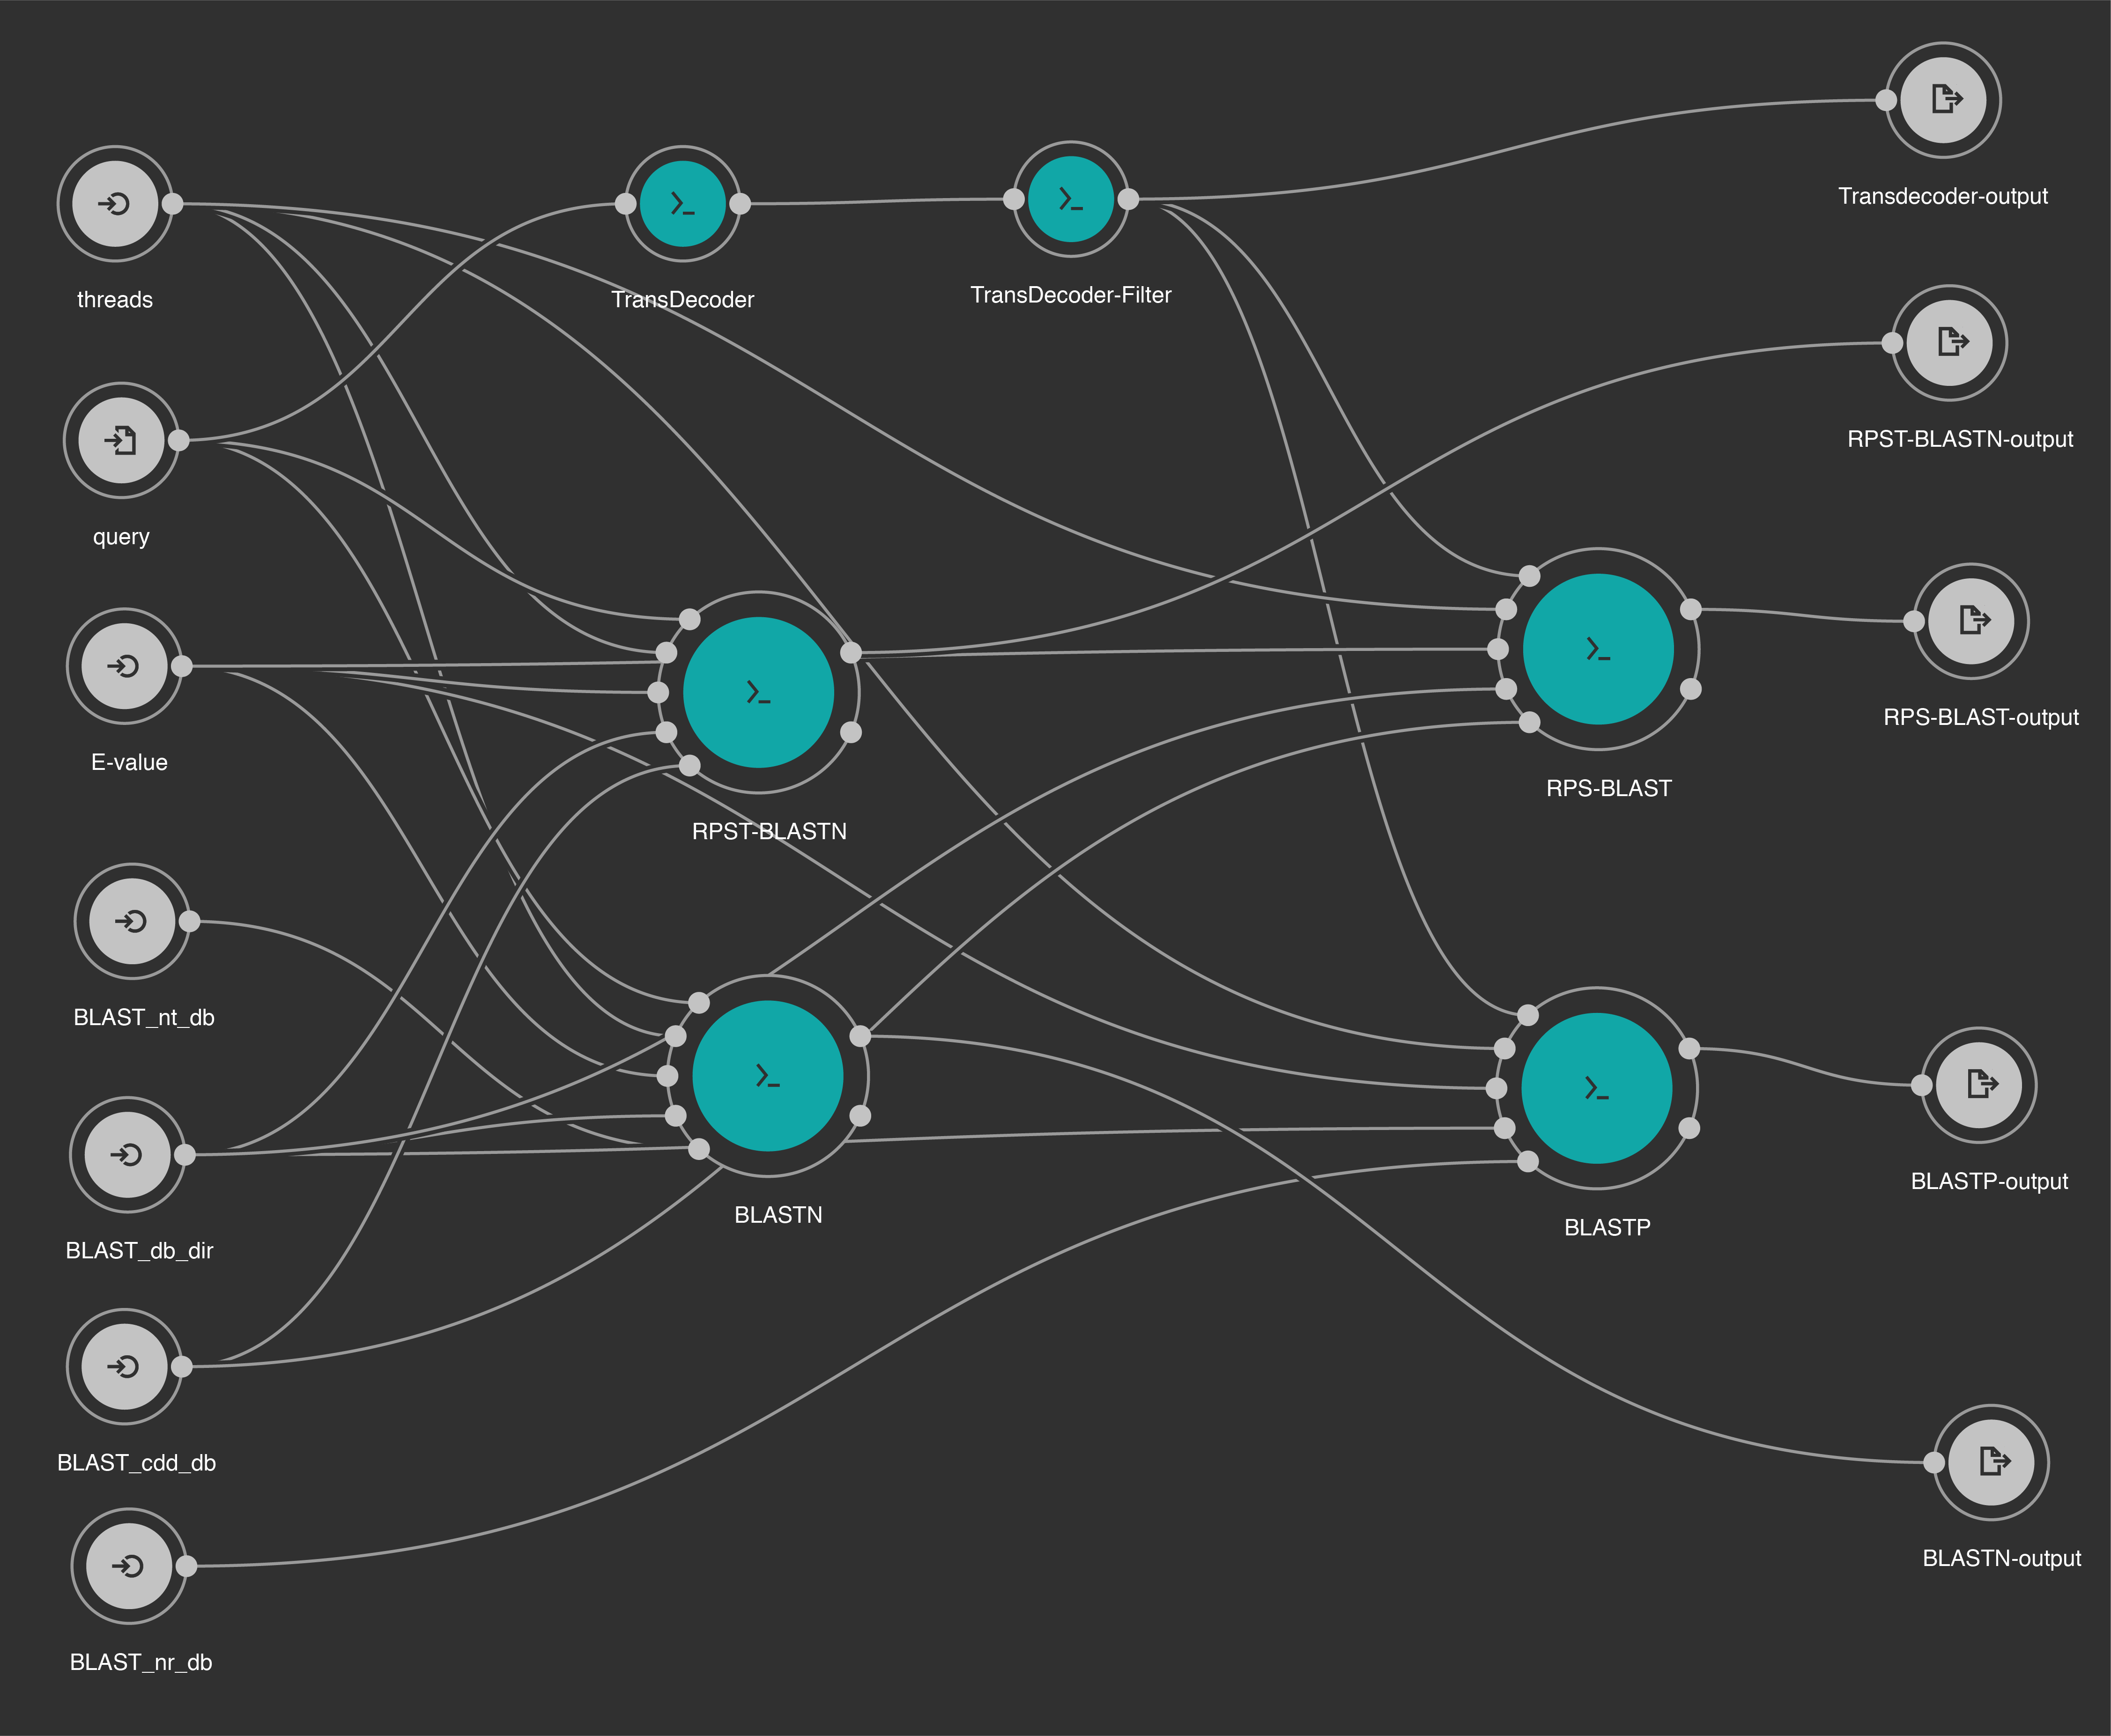 Transdecoder-output
threads
TransDecoder
TransDecoder-Filter
RPST-BLASTN-output
query
RPS-BLAST-output
E-value
RPST-BLASTN
RPS-BLAST
BLAST_nt_db
BLASTN
BLASTP
BLASTP-output
BLAST_db_dir
BLAST_cdd_db
BLASTN-output
BLAST_nr_db